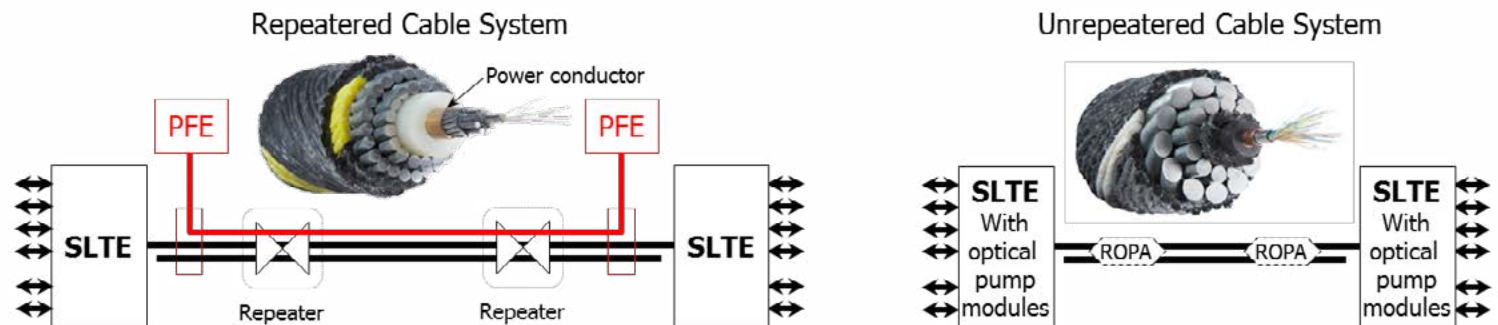 Repeatered Cable System
Power conductor
PFE
PFE
SLTE
SLTE
Repeater
Repeater
Unrepeatered Cable System
SLTE
With
optical
pump
modules
ROPA
ROPA
SLTE
With
optical
pump
modules